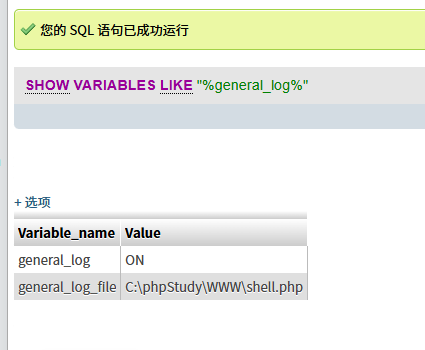 您的 SQL 语句已成功运行
SHOW VARIABLES LIKE "%general_log%"
+ 选项
Variable_name Value
general_log ON
general_log_file C:\phpStudy\WWW\shell.php